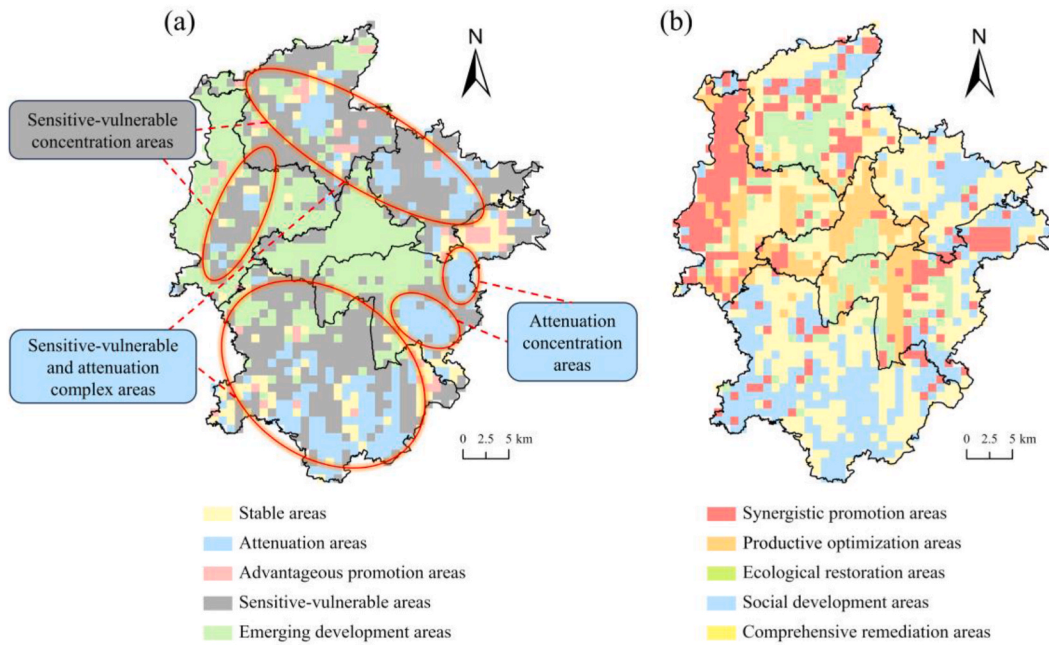 (a)
(b)
N
N
Sensitive-vulnerable
concentration areas
Sensitive-vulnerable
and attenuation
complex areas
Attenuation
concentration
areas
0 2.5 5 km
0 2.5 5 km
Stable areas
Attenuation areas
Advantageous promotion areas
Sensitive-vulnerable areas
Emerging development areas
Synergistic promotion areas
Productive optimization areas
Ecological restoration areas
Social development areas
Comprehensive remediation areas